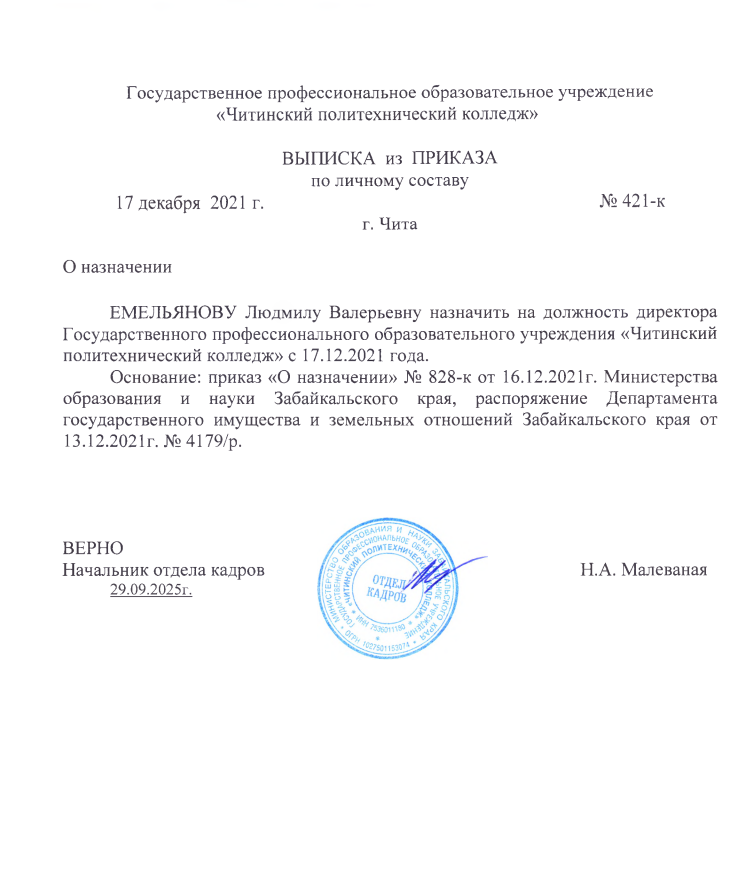 Государственное профессиональное образовательное учреждение
«Читинский политехнический колледж»
ВЫПИСКА из ПРИКАЗА
по личному составу
17 декабря 2021 г. № 421-к
г. Чита
О назначении
ЕМЕЛЬЯНОВУ Людмилу Валерьевну назначить на должность директора
Государственного профессионального образовательного учреждения «Читинский
политехнический колледж» с 17.12.2021 года.
Основание: приказ «О назначении» № 828-к от 16.12.2021г. Министерства
образования и науки Забайкальского края, распоряжение Департамента
государственного имущества и земельных отношений Забайкальского края от
13.12.2021г. № 4179/р.
ВЕРНО
Начальник отдела кадров Н.А. Малеваная
29.09.2025г.
МИНИСТЕРСТВО ОБРАЗОВАНИЯ И НАУКИ КРАЯ
ОГРН 1027501153074
ПРОФЕССИОНАЛЬНОЕ УЧРЕЖДЕНИЕ
ЧИТИНСКИЙ ПОЛИТЕХНИЧЕСКИЙ
ИНН 7536011180
ОТДЕЛ
КАДРОВ